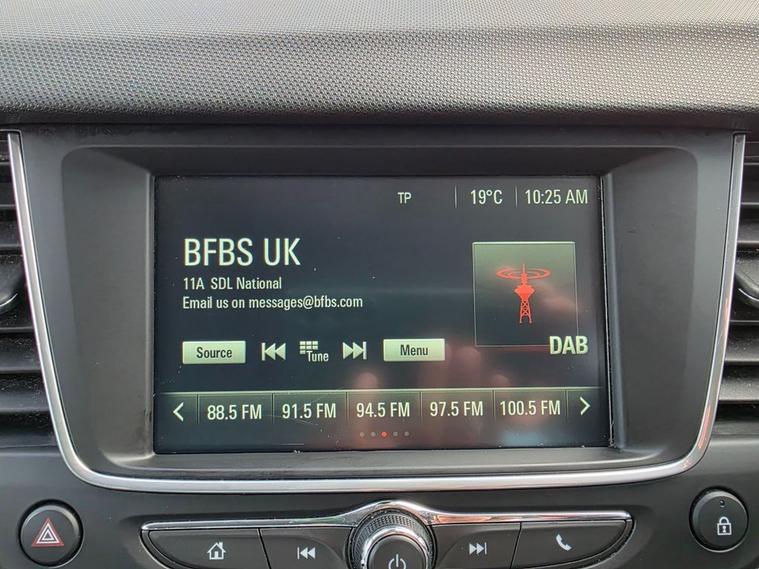 TP 19°C 10:25 AM
BFBS UK
11A SDL National
Email us on messages@bfbs.com
DAB
Source Tune Menu
88.5 FM 91.5 FM 94.5 FM 97.5 FM 100.5 FM